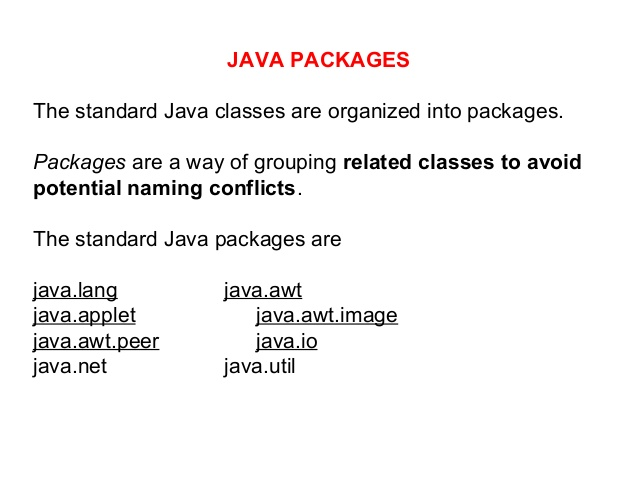 JAVA PACKAGES
The standard Java classes are organized into packages.
Packages are a way of grouping related classes to avoid
potential naming conflicts.
The standard Java packages are
java.lang java.awt
java.applet java.awt.image
java.awt.peer java.io
java.net java.util